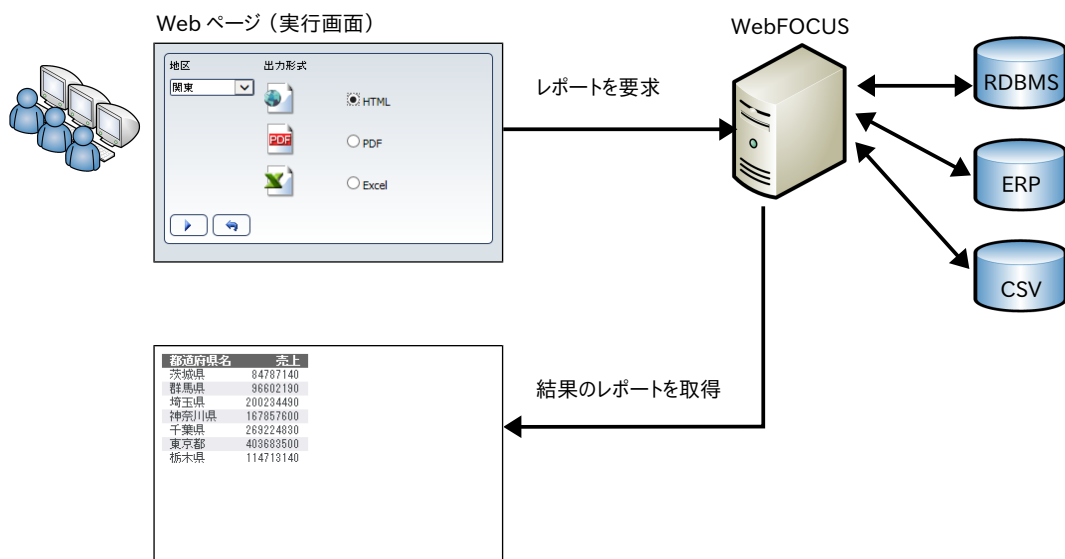 Web ページ（実行画面）
WebFOCUS
地区 出力形式
関東
HTML
PDF
PDF
Excel
レポートを要求
RDBMS
ERP
CSV
都道府県名 売上
茨城県 84787140
群馬県 96602190
埼玉県 200234490
神奈川県 167857600
千葉県 269224830
東京都 403683500
栃木県 114713140
結果のレポートを取得